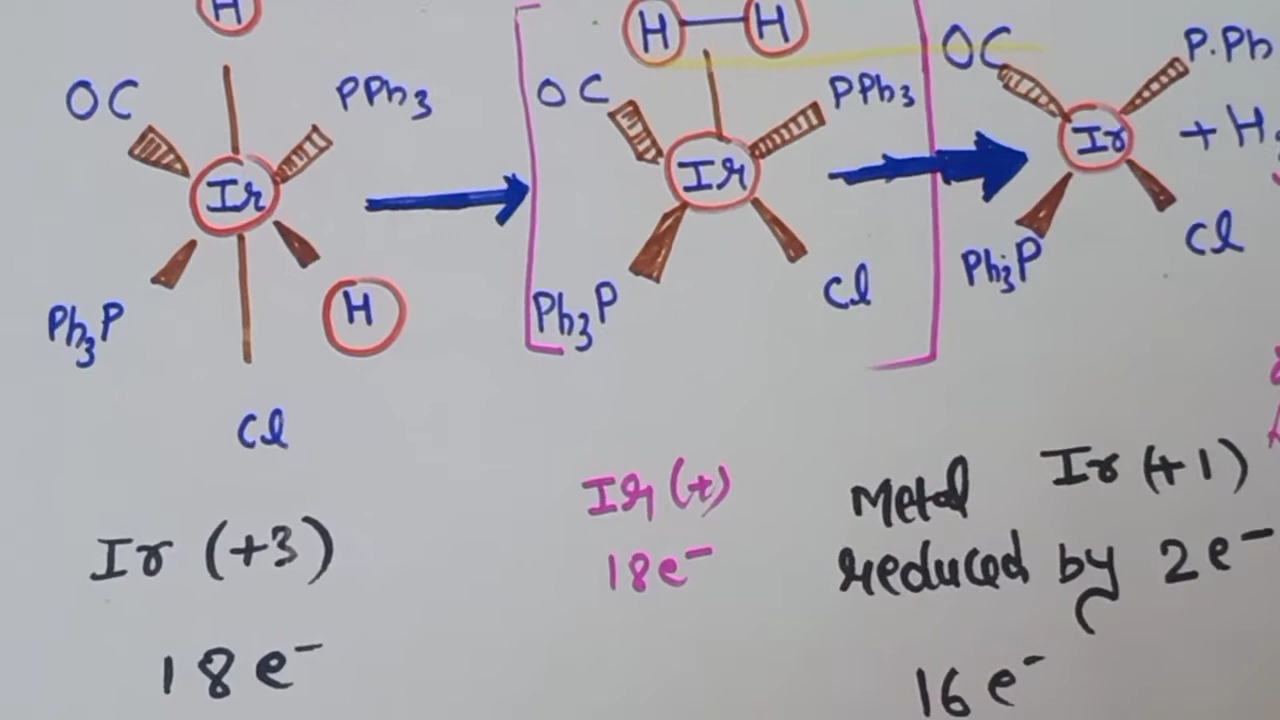 H
OC
PPh3
Ir
Ph3P
H
Cl
Ir (+3)
18e-
H H
OC
PPh3
Ir
Ph3P
Cl
Ir (+)
18e-
OC
P.Ph
Ir
+ H
Ph3P
Cl
Metal Ir (+1)
reduced by 2e-
16e-